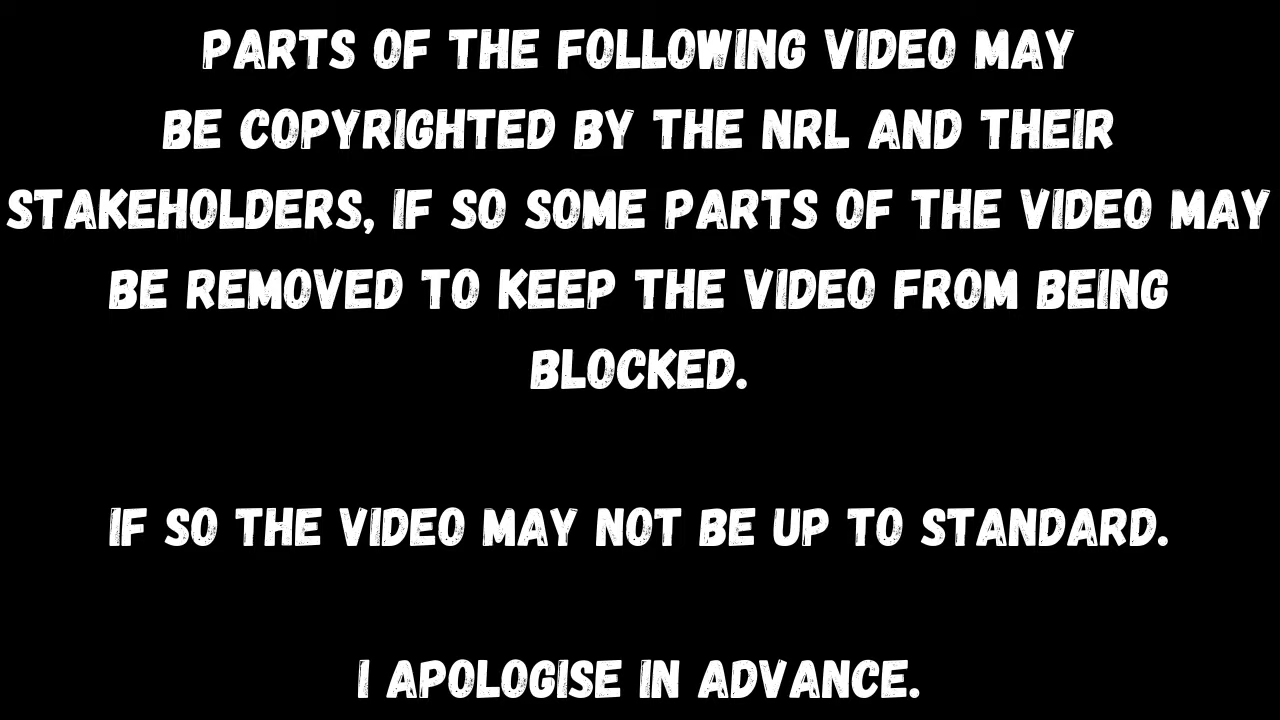 PARTS OF THE FOLLOWING VIDEO MAY
BE COPYRIGHTED BY THE NRL AND THEIR
STAKEHOLDERS, IF SO SOME PARTS OF THE VIDEO MAY
BE REMOVED TO KEEP THE VIDEO FROM BEING
BLOCKED.
IF SO THE VIDEO MAY NOT BE UP TO STANDARD.
I APOLOGISE IN ADVANCE.